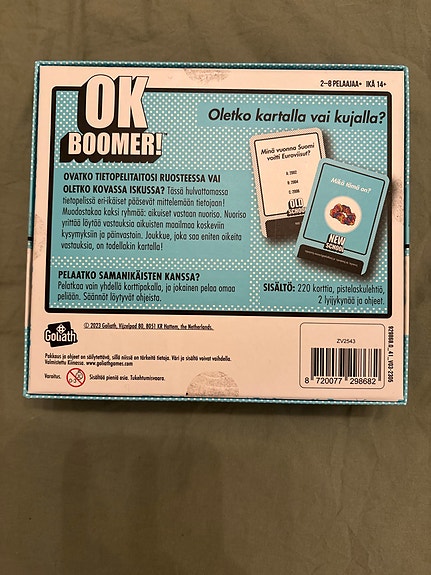 2–8 PELAAJAA• IKÄ 14+
OK
BOOMER!
Oletko kartalla vai kujalla?
OVATKO TIETOPELITAITOSI RUOSTEESSA VAI
OLETKO KOVASSA ISKUSSA? Tässä hulvattomassa
tietopelissä eri-ikäiset pääsevät mittelemään tietojaan!
Muodostakaa kaksi ryhmää: aikuiset vastaan nuoriso. Nuoriso
yrittää löytää vastauksia aikuisten maailmaa koskeviin
kysymyksiin ja päinvastoin. Joukkue, joka saa eniten oikeita
vastauksia, on todellakin kartalla!
Minä vuonna Suomi
voitti Euroviisut?
A: 2002
B: 2004
C: 2006
OLD
SCHOOL
Mikä tämä on?
NEW
SCHOOL
PELAATKO SAMANIKÄISTEN KANSSA?
Pelatkaa vain yhdellä korttipakalla, ja jokainen pelaa omaa
peliään. Säännöt löytyvät ohjeista.
SISÄLTÖ: 220 korttia, pistelaskulehtiö,
2 lyijykynöä ja ohjeet.
Goliath
© 2023 Goliath, Vijzelpad 80, 8051 KR Hattem, the Netherlands.
Pakkaus ja ohjeet on säilytettävä, sillä niissä on tärkeitä tietoja. Väri ja sisältö voivat vaihdella.
Valmistettu Kiinassa. www.goliathgames.com
Varoitus.
0-3
Sisältää pieniä osia. Tukehtumisvaara.
ZV2543
8 720077 298682